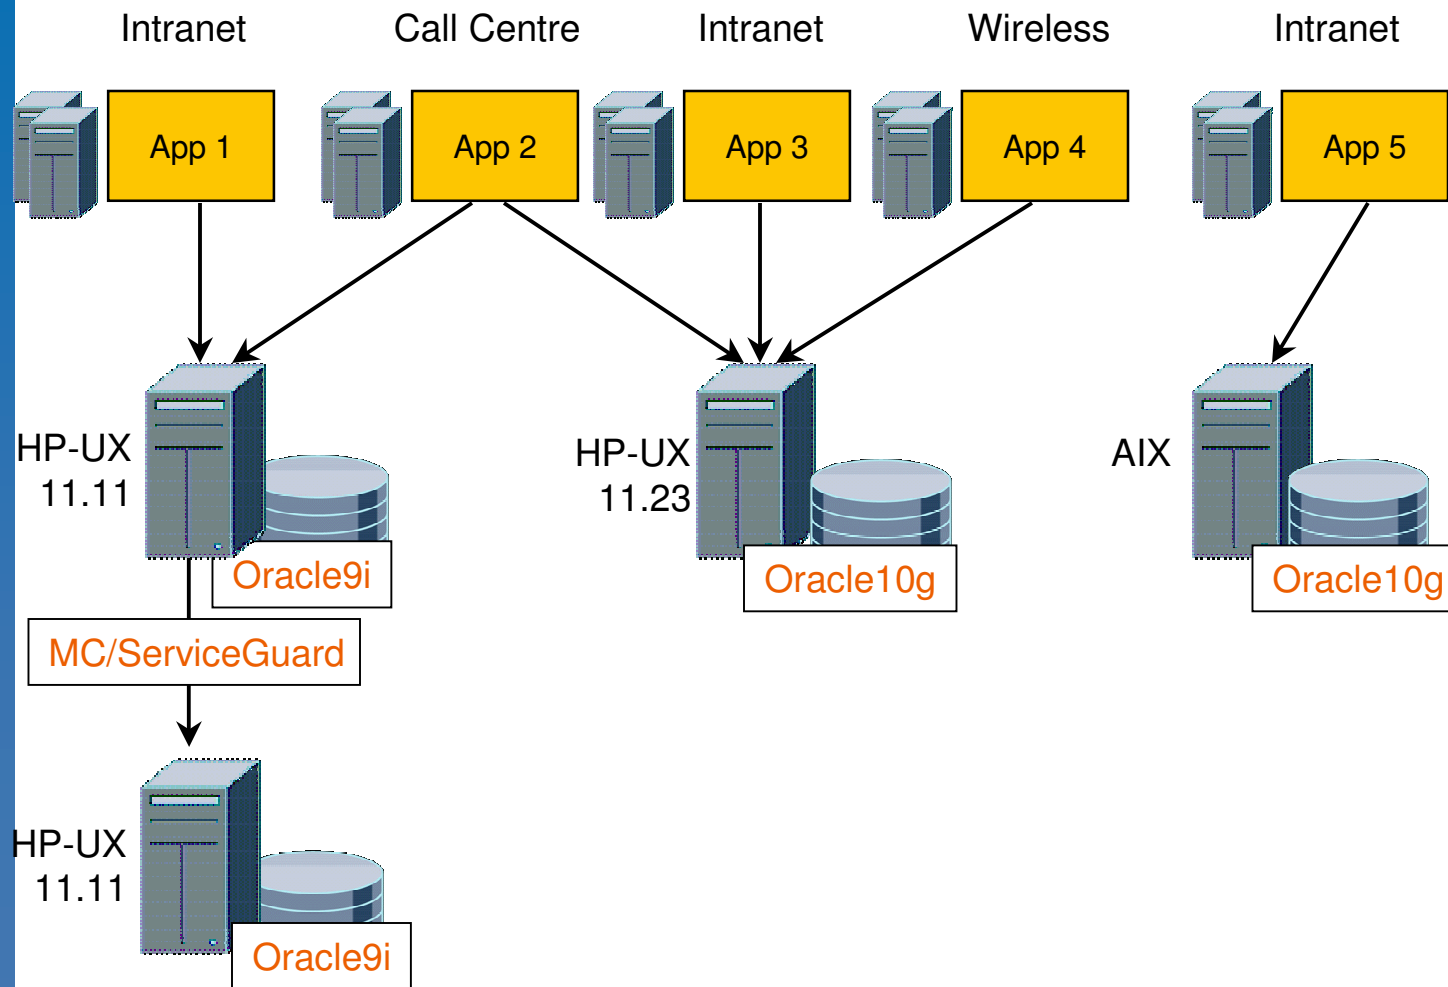 Intranet
Call Centre
Intranet
Wireless
Intranet
App 1
App 2
App 3
App 4
App 5
HP-UX
11.11
Oracle9i
HP-UX
11.23
Oracle10g
AIX
Oracle10g
MC/ServiceGuard
HP-UX
11.11
Oracle9i